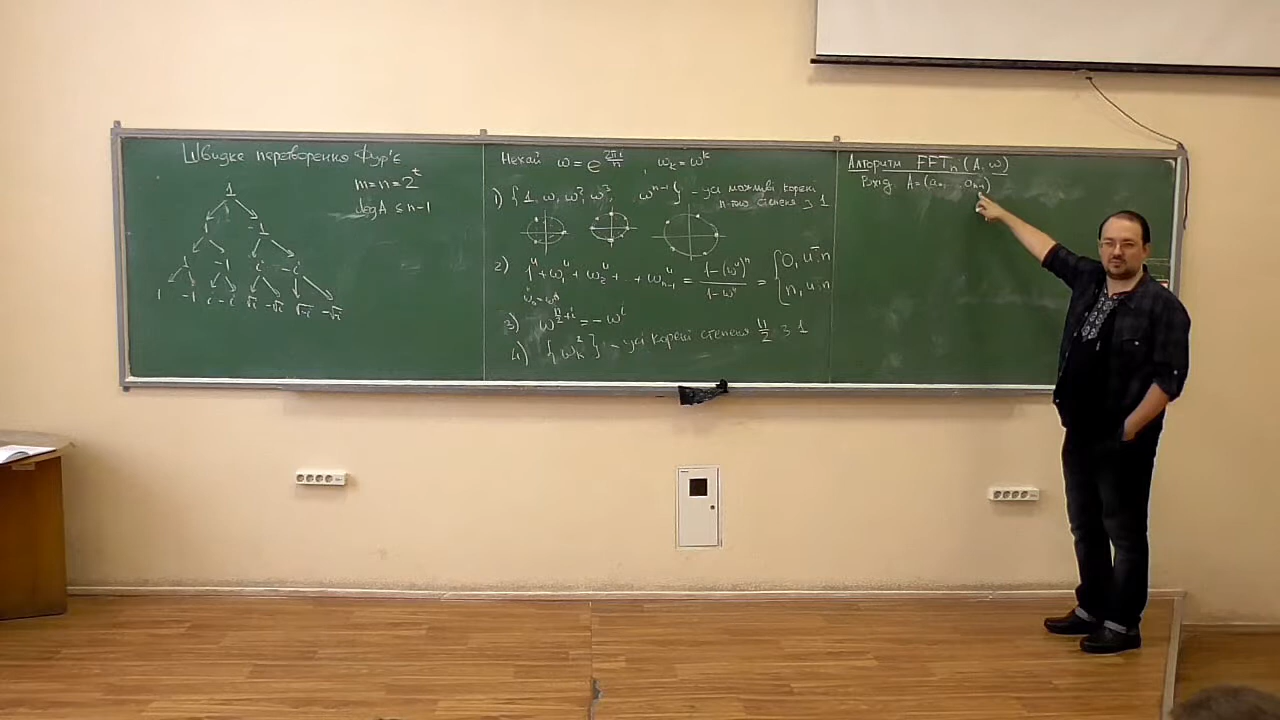 Швидке перетворення Фур'є
m=n=2^t
deg A ≤ n-1
1
1 -1
1 -1 i -i
1 -1 i -i √i -√i √-i -√-i
Нехай ω = e^(2πi/n), ω_k = ω^k
1) {1, ω, ω², ω³, ω^(n-1)} - усі можливі корені
n-того степеня з 1
2) 1^u + ω_1^u + ω_2^u + ... + ω_(n-1)^u = (1-(ω^u)^n)/(1-ω^u) = {0, u⋮̅n
n, u⋮n
3) ω^(n/2+i) = -ω^i
4) {ω_k²} - усі корені степеня n/2 з 1
Алгоритм FFT_n (A, ω)
Вхід A=(a_0, ... a_(n-1))